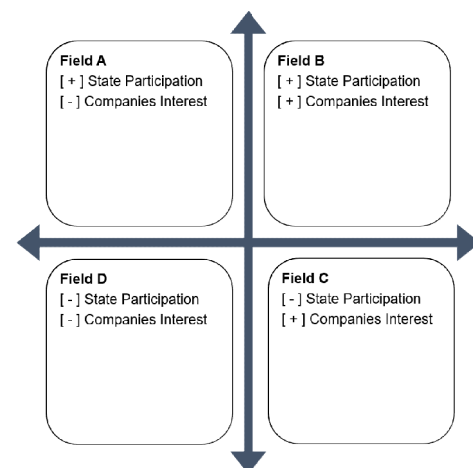 Field A
[ + ] State Participation
[ - ] Companies Interest
Field B
[ + ] State Participation
[ + ] Companies Interest
Field D
[ - ] State Participation
[ - ] Companies Interest
Field C
[ - ] State Participation
[ + ] Companies Interest